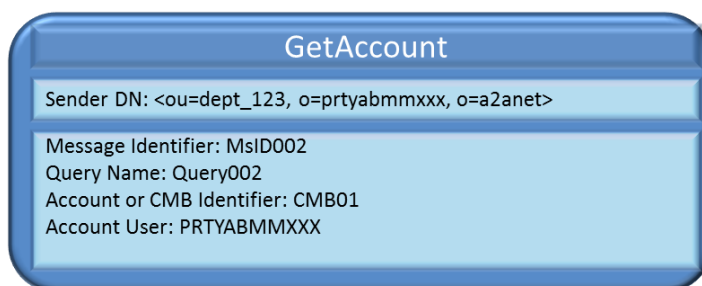 GetAccount
Sender DN: <ou=dept_123, o=prtyabmmxxx, o=a2anet>
Message Identifier: MsID002
Query Name: Query002
Account or CMB Identifier: CMB01
Account User: PRTYABMMXXX